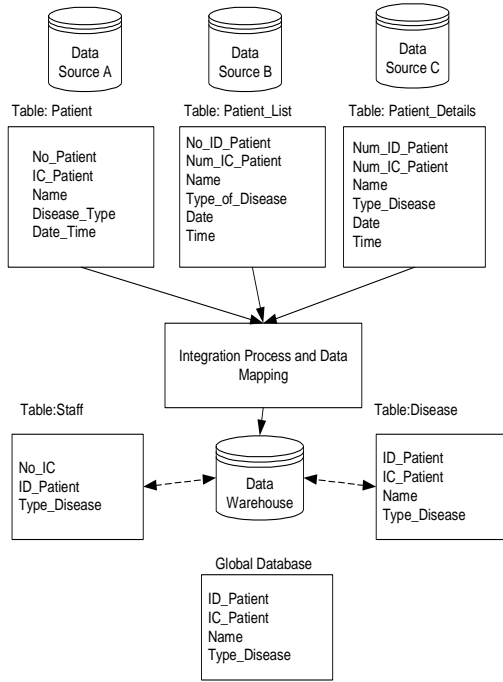 Data
Source A
Data
Source B
Data
Source C
Table: Patient
Table: Patient_List
Table: Patient_Details
No_Patient
IC_Patient
Name
Disease_Type
Date_Time
No_ID_Patient
Num_IC_Patient
Name
Type_of_Disease
Date
Time
Num_ID_Patient
Num_IC_Patient
Name
Type_Disease
Date
Time
Integration Process and Data
Mapping
Table:Staff
Table:Disease
No_IC
ID_Patient
Type_Disease
Data
Warehouse
ID_Patient
IC_Patient
Name
Type_Disease
Global Database
ID_Patient
IC_Patient
Name
Type_Disease